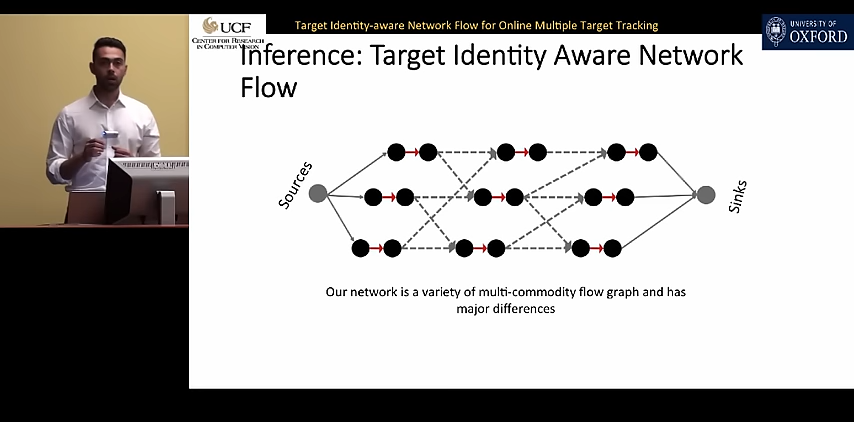 UCF
CENTER FOR RESEARCH
IN COMPUTER VISION
Target Identity-aware Network Flow for Online Multiple Target Tracking
UNIVERSITY OF
OXFORD
Inference: Target Identity Aware Network
Flow
Sources
Sinks
Our network is a variety of multi-commodity flow graph and has
major differences